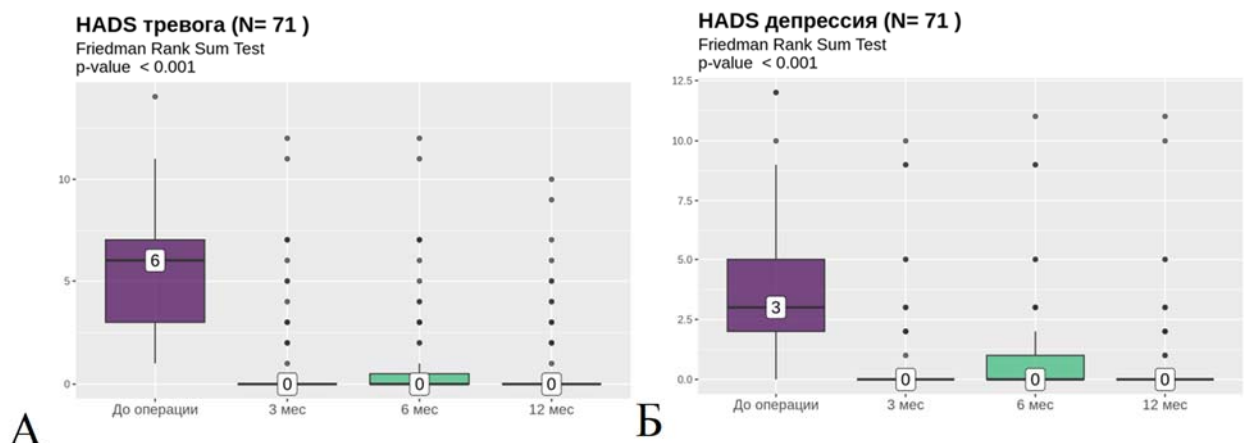 HADS тревога (N= 71 )
Friedman Rank Sum Test
p-value < 0.001
10
5
0
6
0
0
0
До операции
3 мес
6 мес
12 мес
А
HADS депрессия (N= 71 )
Friedman Rank Sum Test
p-value < 0.001
12.5
10.0
7.5
5.0
2.5
0.0
3
0
0
0
До операции
3 мес
6 мес
12 мес
Б